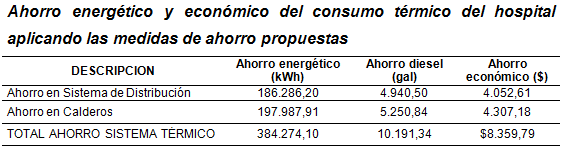 Ahorro energético y económico del consumo térmico del hospital
aplicando las medidas de ahorro propuestas
DESCRIPCION Ahorro energético (kWh) Ahorro diesel (gal) Ahorro económico ($)
Ahorro en Sistema de Distribución 186.286,20 4.940,50 4.052,61
Ahorro en Calderos 197.987,91 5.250,84 4.307,18
TOTAL AHORRO SISTEMA TÈRMICO 384.274,10 10.191,34 $8.359,79